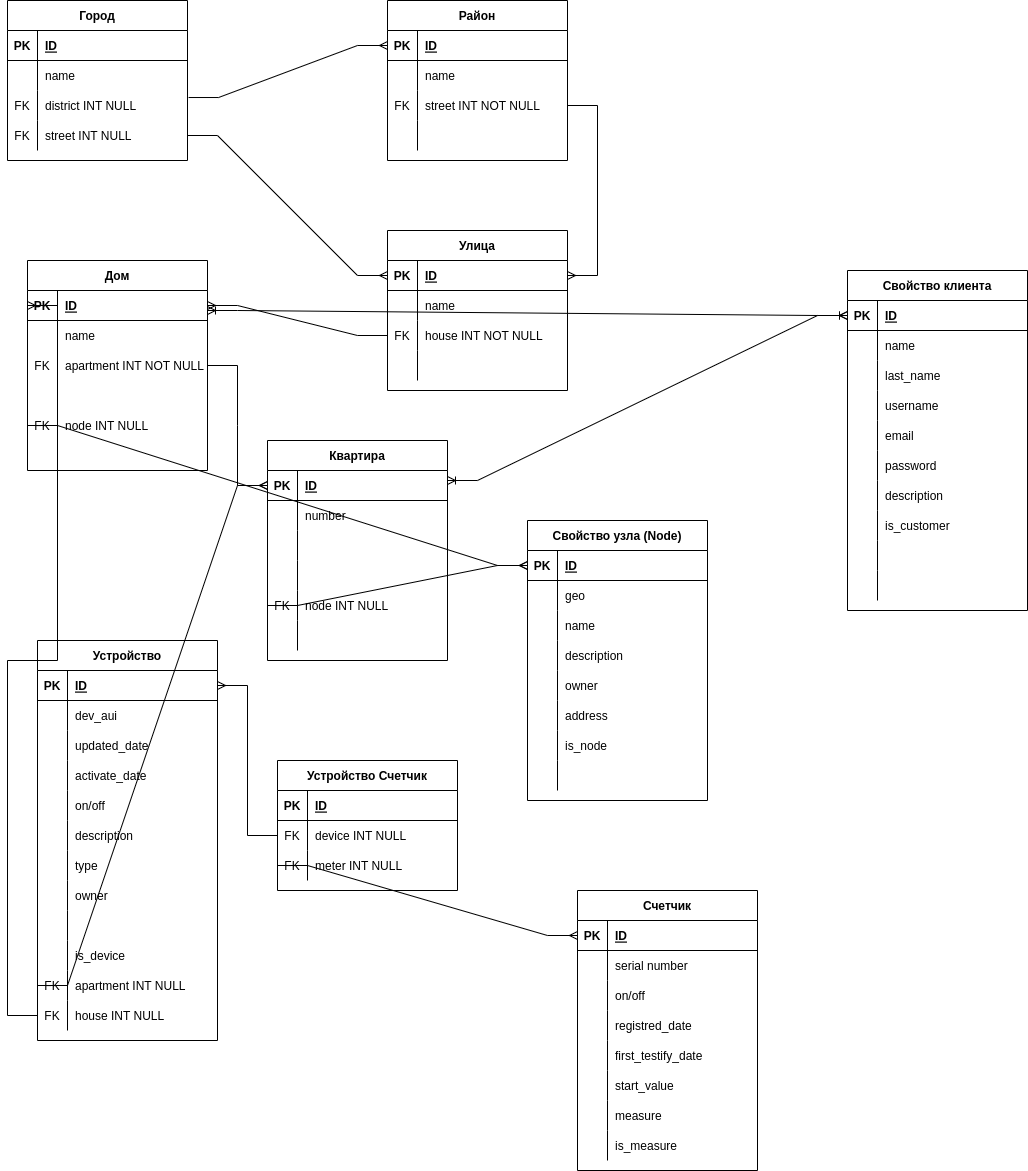 Город
PK ID
name
FK district INT NULL
FK street INT NULL
Район
PK ID
name
FK street INT NOT NULL
Улица
PK ID
name
FK house INT NOT NULL
Дом
PK ID
name
FK apartment INT NOT NULL
FK node INT NULL
Свойство клиента
PK ID
name
last_name
username
email
password
description
is_customer
Квартира
PK ID
number
FK node INT NULL
Свойство узла (Node)
PK ID
geo
name
description
owner
address
is_node
Устройство
PK ID
dev_aui
updated_date
activate_date
on/off
description
type
owner
is_device
FK apartment INT NULL
FK house INT NULL
Устройство Счетчик
PK ID
FK device INT NULL
FK meter INT NULL
Счетчик
PK ID
serial number
on/off
registred_date
first_testify_date
start_value
measure
is_measure